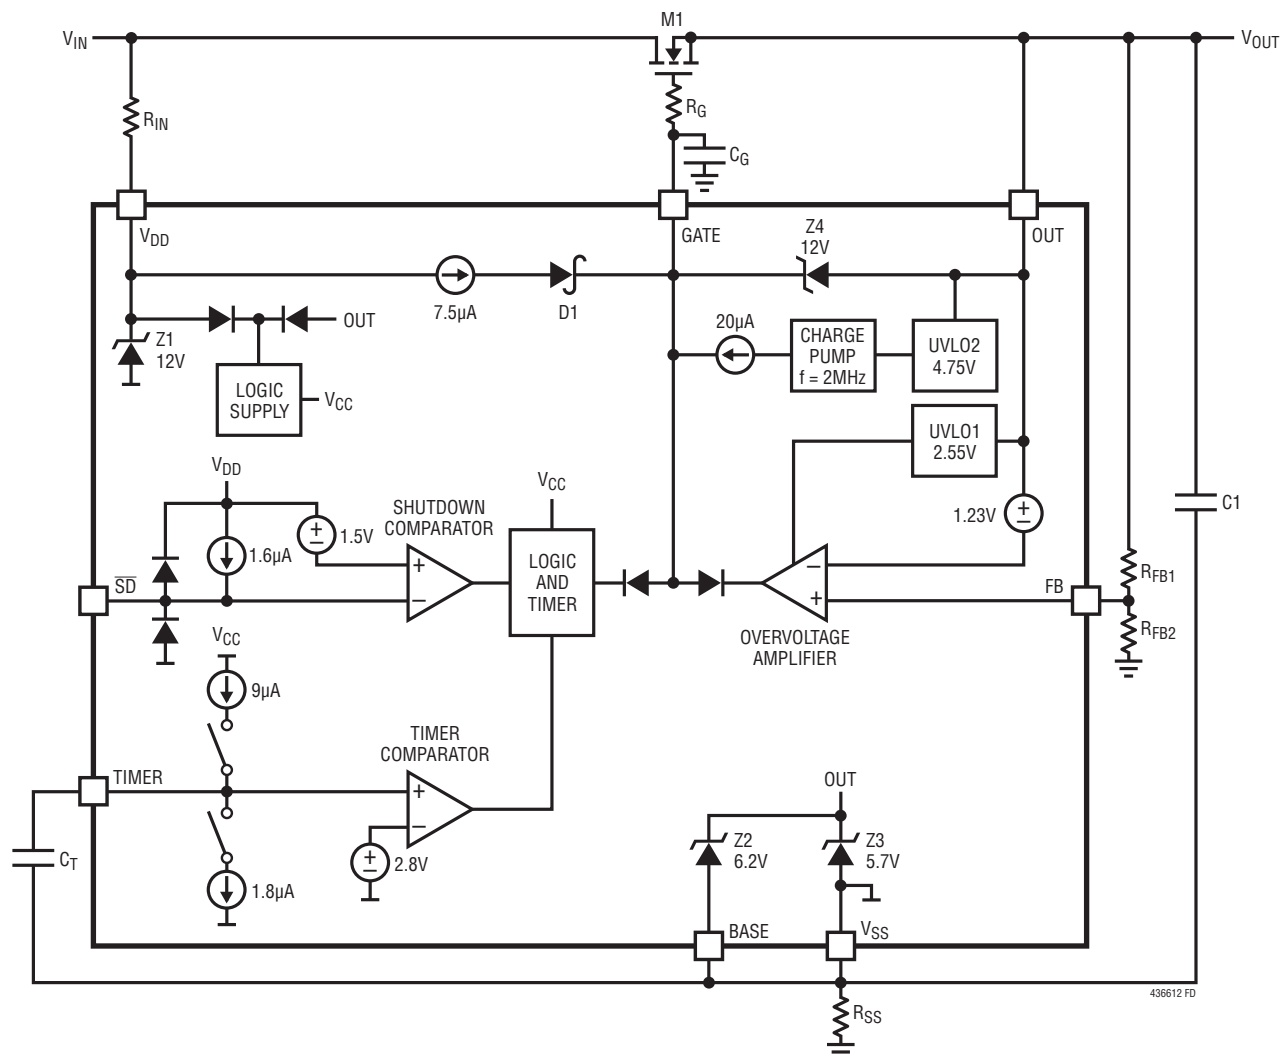 M1
VIN
VOUT
RIN
RG
CG
VDD
GATE
OUT
Z4
12V
7.5µA
D1
Z1
12V
OUT
20µA
CHARGE
PUMP
f = 2MHz
UVLO2
4.75V
LOGIC
SUPPLY
VCC
UVLO1
2.55V
VDD
1.6µA
1.5V
SHUTDOWN
COMPARATOR
VCC
LOGIC
AND
TIMER
1.23V
C1
SD
+
−
−
+
OVERVOLTAGE
AMPLIFIER
FB
RFB1
RFB2
VCC
9µA
TIMER
COMPARATOR
TIMER
+
−
2.8V
1.8µA
CT
OUT
Z2
6.2V
Z3
5.7V
BASE
VSS
RSS
436612 FD